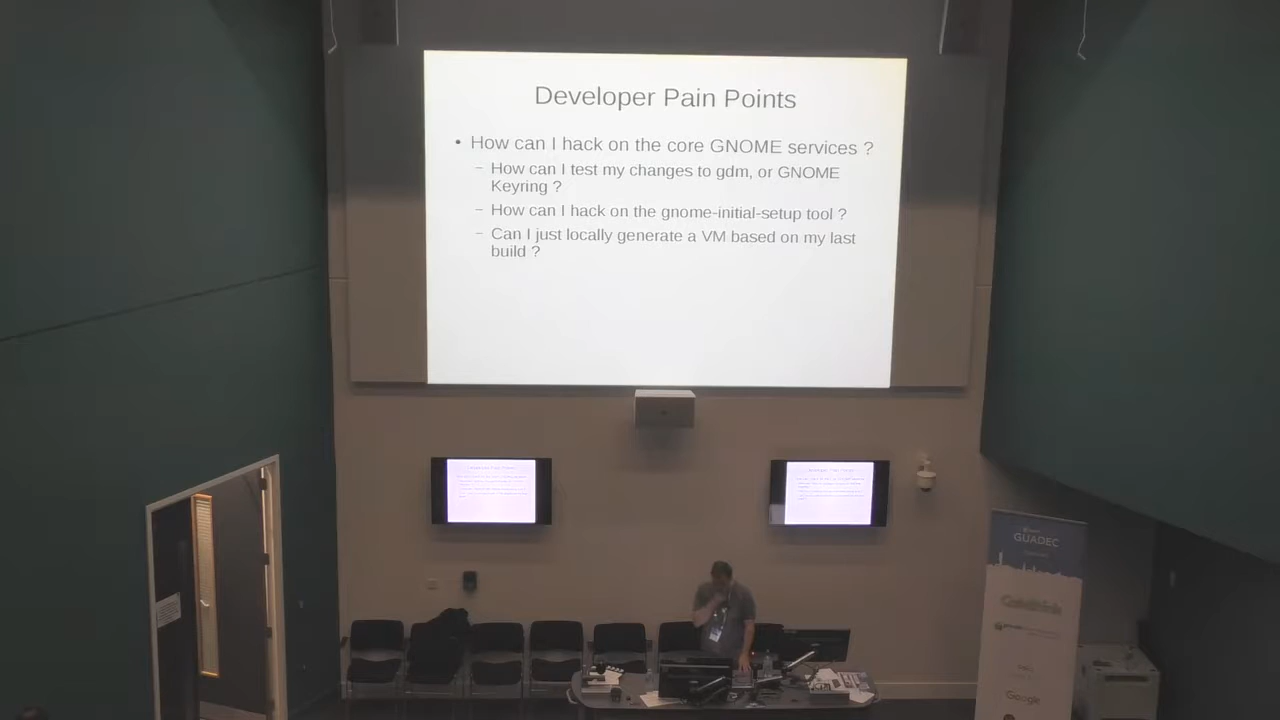 Developer Pain Points
• How can I hack on the core GNOME services ?
– How can I test my changes to gdm, or GNOME
Keyring ?
– How can I hack on the gnome-initial-setup tool ?
– Can I just locally generate a VM based on my last
build ?
GUADEC
Codethink
Google